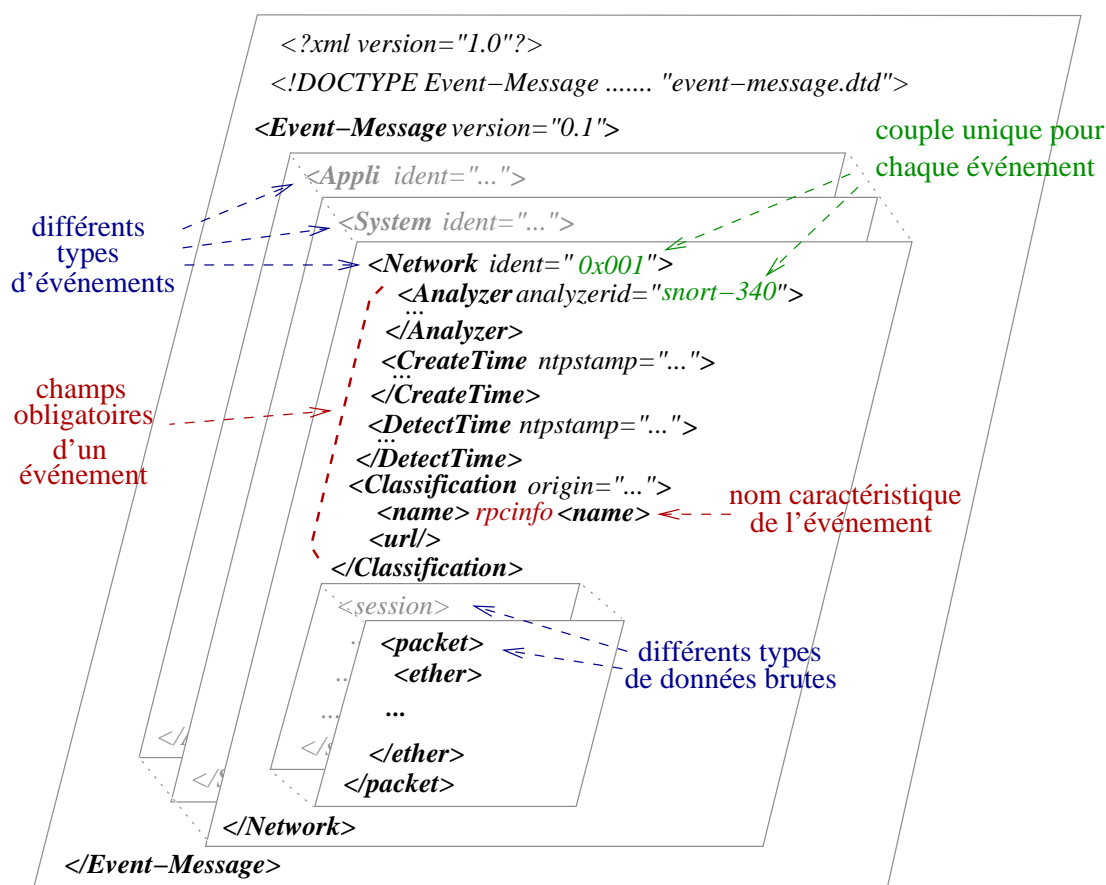 <?xml version="1.0"?>
<!DOCTYPE Event−Message ....... "event−message.dtd">
<Event−Message version="0.1">
couple unique pour
chaque événement
<Appli ident="...">
<System ident="...">
différents
types
d'événements
<Network ident=" 0x001">
<Analyzer analyzerid="snort−340">
...
</Analyzer>
<CreateTime ntpstamp="...">
...
</CreateTime>
<DetectTime ntpstamp="...">
...
</DetectTime>
champs
obligatoires
d'un
événement
<Classification origin="...">
<name> rpcinfo <name>
<url/>
</Classification>
nom caractéristique
de l'événement
<session>
<packet>
<ether>
...
</ether>
</packet>
différents types
de données brutes
...
...
...
</s
</
</S
</Network>
</Event−Message>